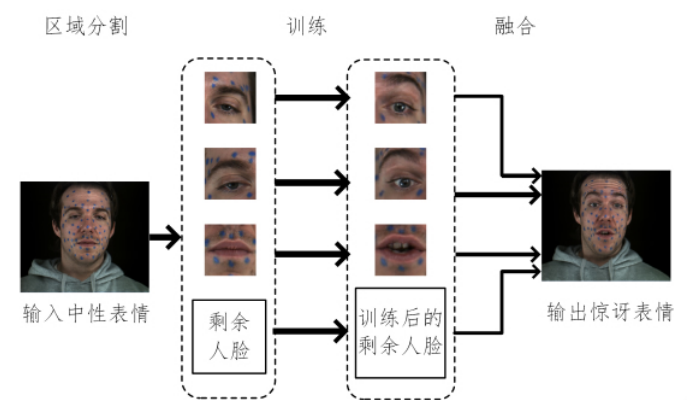 区域分割
训练
融合
输入中性表情
剩余
人脸
训练后的
剩余人脸
输出惊讶表情